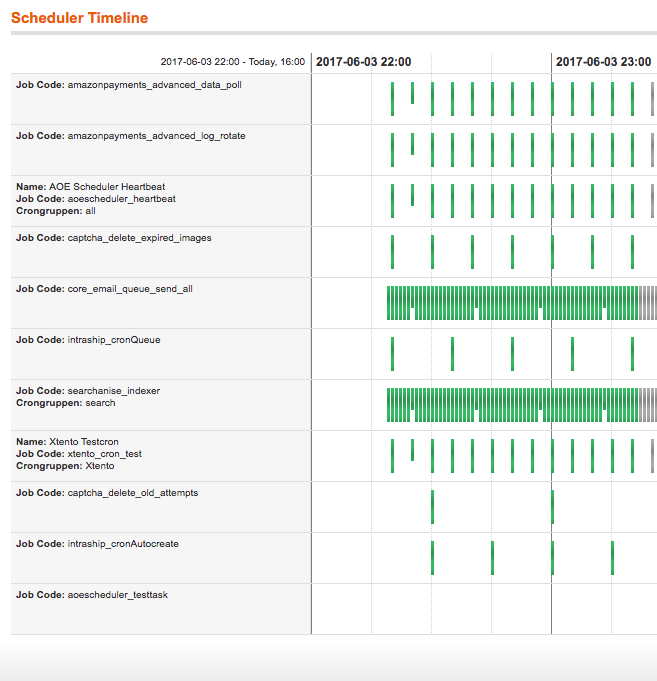 Scheduler Timeline
2017-06-03 22:00 - Today, 16:00
2017-06-03 22:00
2017-06-03 23:00
Job Code: amazonpayments_advanced_data_poll
Job Code: amazonpayments_advanced_log_rotate
Name: AOE Scheduler Heartbeat
Job Code: aoescheduler_heartbeat
Crongruppen: all
Job Code: captcha_delete_expired_images
Job Code: core_email_queue_send_all
Job Code: intraship_cronQueue
Job Code: searchanise_indexer
Crongruppen: search
Name: Xtento Testcron
Job Code: xtento_cron_test
Crongruppen: Xtento
Job Code: captcha_delete_old_attempts
Job Code: intraship_cronAutocreate
Job Code: aoescheduler_testtask